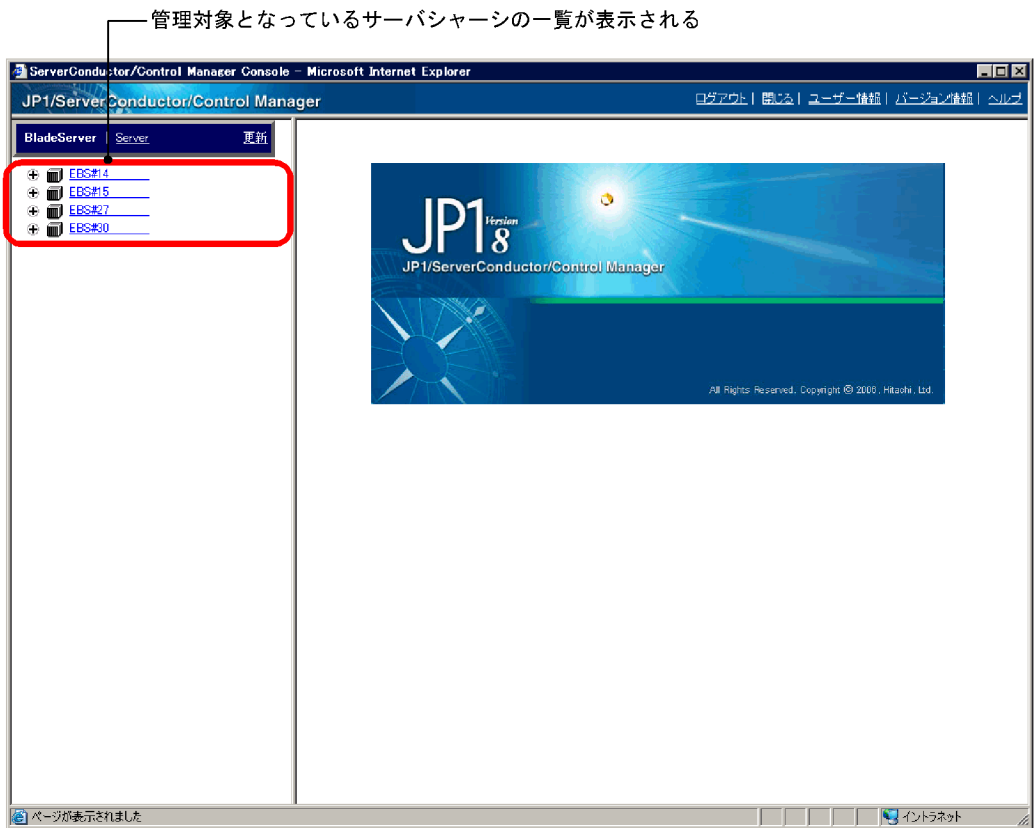 管理対象となっているサーバシャーシの一覧が表示される
ServerConductor/Control Manager Console - Microsoft Internet Explorer
JP1/ServerConductor/Control Manager
ログアウト | 閉じる | ユーザー情報 | バージョン情報 | ヘルプ
BladeServer | Server 更新
EBS#14
EBS#15
EBS#27
EBS#30
JP1 Version 8
JP1/ServerConductor/Control Manager
All Rights Reserved. Copyright © 2006, Hitachi, Ltd.
ページが表示されました
イントラネット